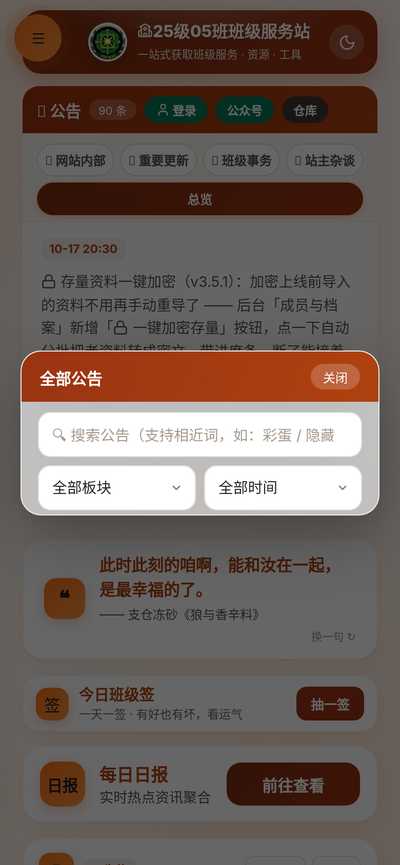 25级05班班级服务站
一站式获取班级服务 · 资源 · 工具
公告
90 条
登录
公众号
仓库
网站内部
重要更新
班级事务
站主杂谈
总览
10-17 20:30
存量资料一键加密（v3.5.1）：加密上线前导入
的资料不用再手动重导了 —— 后台「成员与档
案」新增「🔒 一键加密存量」按钮，点一下自动
全部公告
关闭
🔍 搜索公告（支持相近词，如：彩蛋 / 隐藏
全部板块
全部时间
❝
此时此刻的咱啊，能和汝在一起，
是最幸福的了。
—— 支仓冻砂《狼与香辛料》
换一句 ↻
签
今日班级签
一天一签 · 有好也有坏，看运气
抽一签
日报
每日日报
实时热点资讯聚合
前往查看